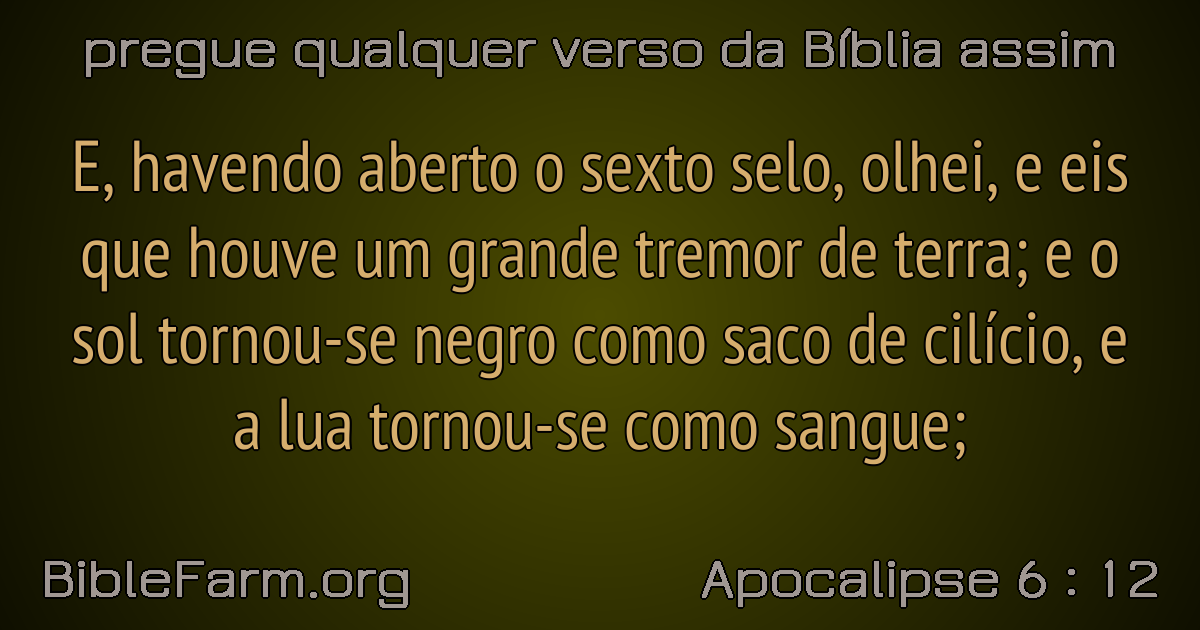 pregue qualquer verso da Bíblia assim
E, havendo aberto o sexto selo, olhei, e eis
que houve um grande tremor de terra; e o
sol tornou-se negro como saco de cilício, e
a lua tornou-se como sangue;
BibleFarm.org
Apocalipse 6 : 12